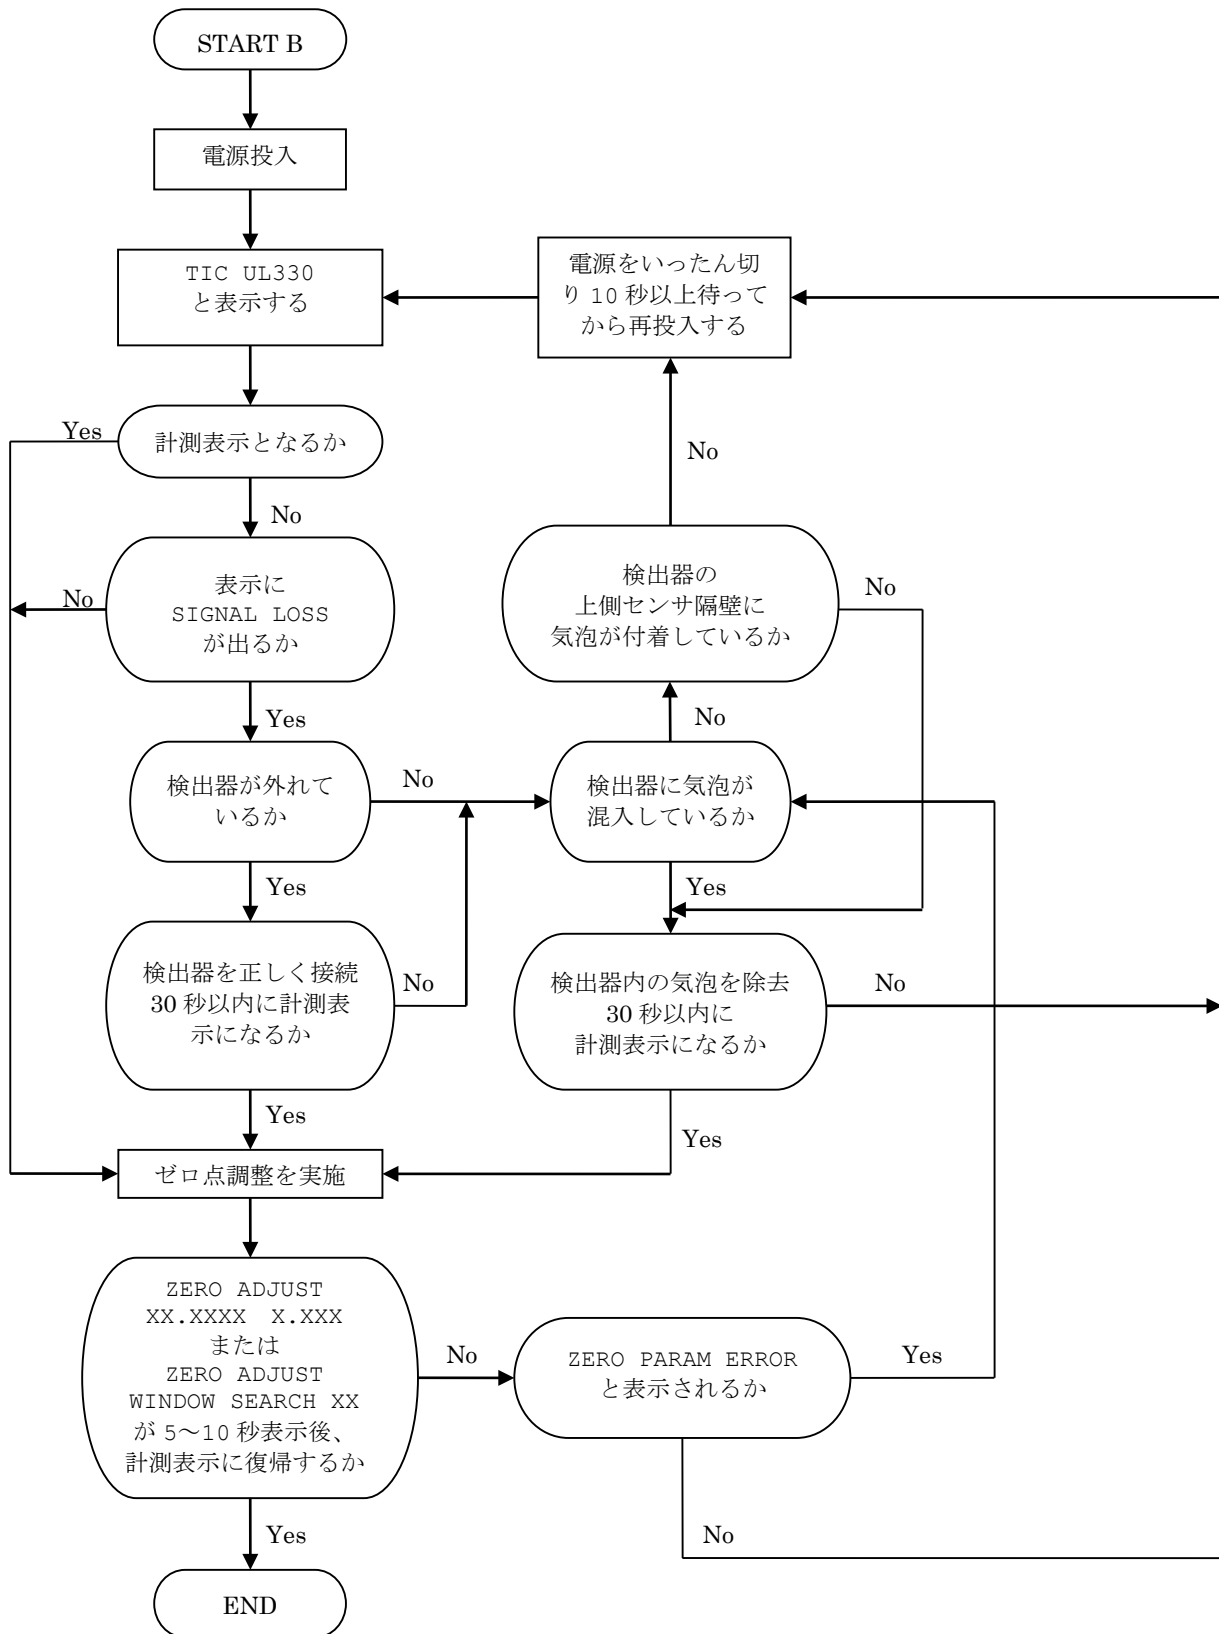 START B
電源投入
TIC UL330
と表示する
電源をいったん切
り 10 秒以上待って
から再投入する
Yes
計測表示となるか
No
No
表示に
SIGNAL LOSS
が出るか
No
検出器の
上側センサ隔壁に
気泡が付着しているか
No
Yes
No
検出器が外れて
いるか
No
検出器に気泡が
混入しているか
Yes
Yes
検出器を正しく接続
30 秒以内に計測表
示になるか
No
検出器内の気泡を除去
30 秒以内に
計測表示になるか
No
Yes
Yes
ゼロ点調整を実施
ZERO ADJUST
XX.XXXX X.XXX
または
ZERO ADJUST
WINDOW SEARCH XX
が 5～10 秒表示後、
計測表示に復帰するか
No
ZERO PARAM ERROR
と表示されるか
Yes
Yes
No
END